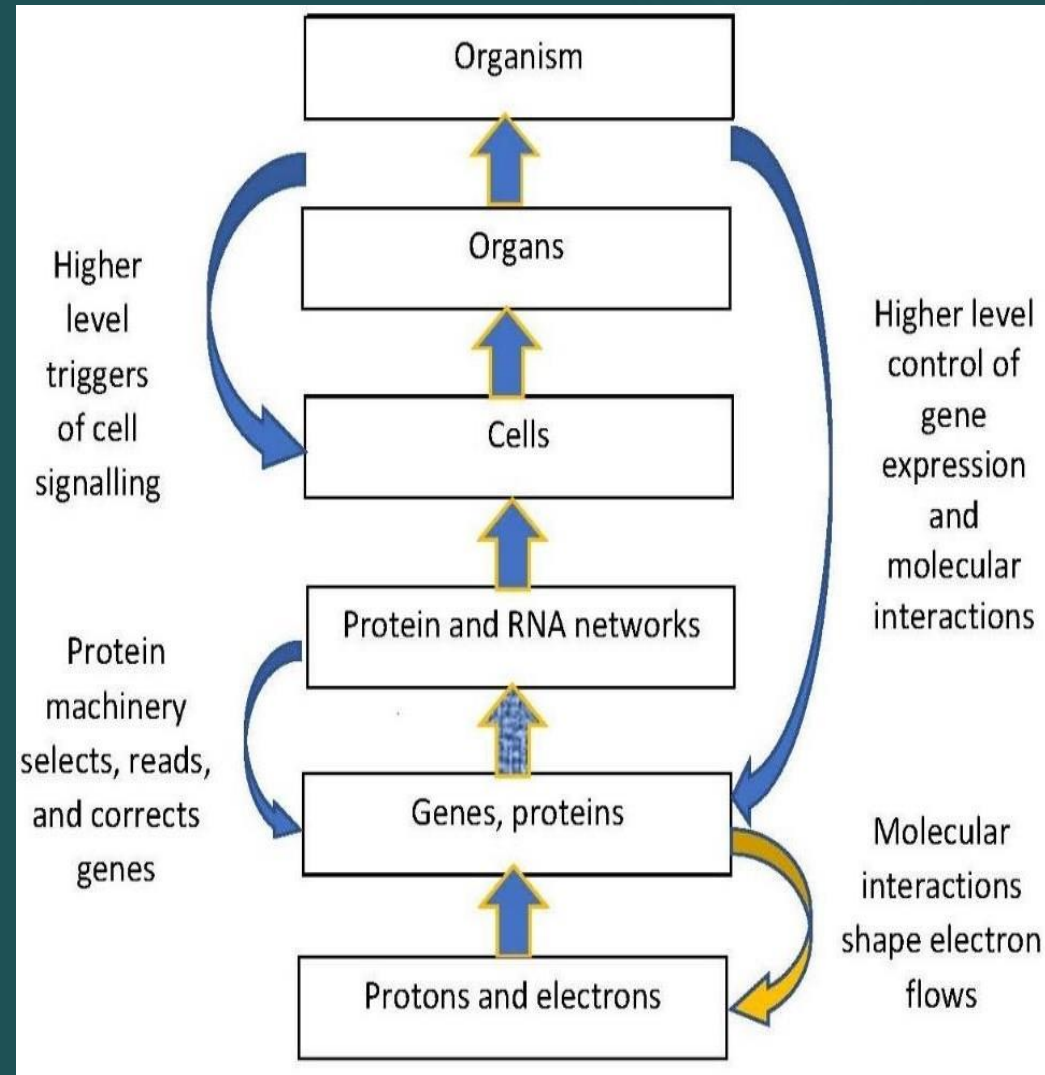 Organism
Organs
Higher
level
triggers
of cell
signalling
Higher level
control of
gene
expression
and
molecular
interactions
Cells
Protein and RNA networks
Protein
machinery
selects, reads,
and corrects
genes
Genes, proteins
Molecular
interactions
shape electron
flows
Protons and electrons